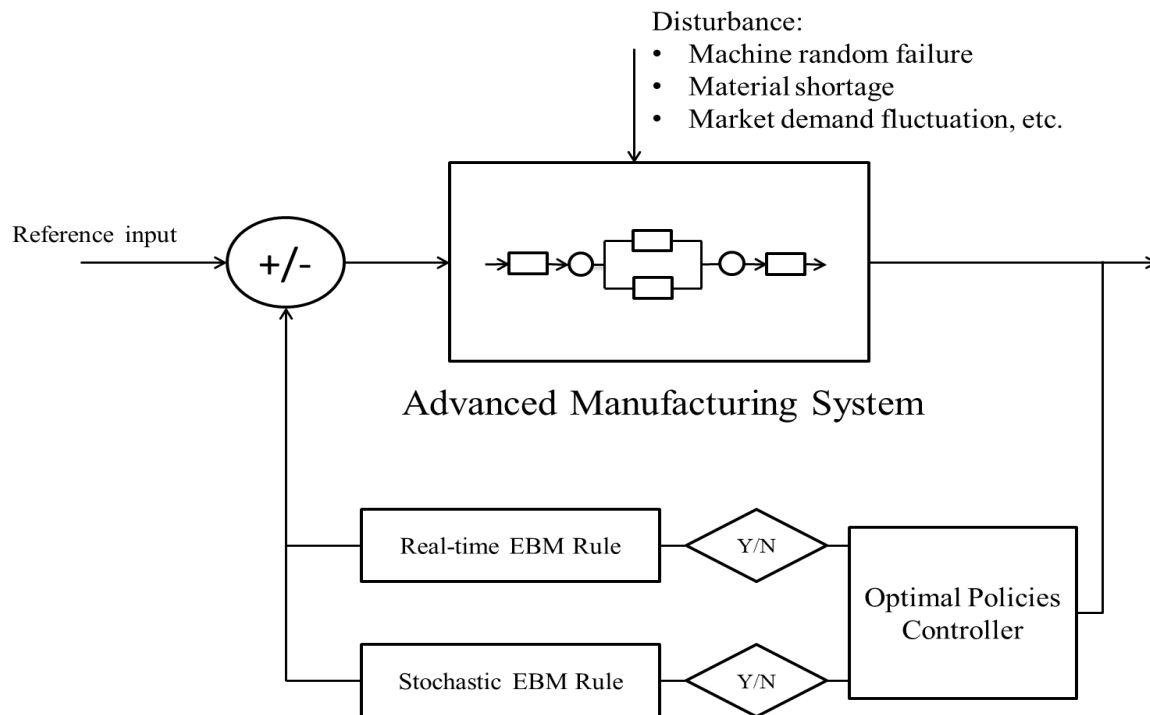 Disturbance:
• Machine random failure
• Material shortage
• Market demand fluctuation, etc.
Reference input
+/-
Advanced Manufacturing System
Real-time EBM Rule
Y/N
Optimal Policies
Controller
Stochastic EBM Rule
Y/N